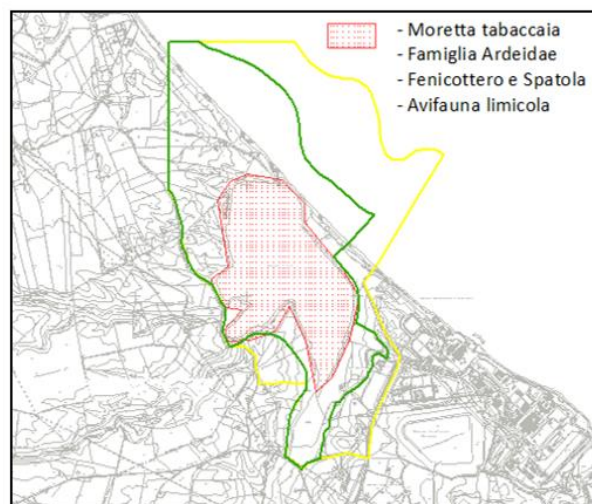 - Moretta tabaccaia
- Famiglia Ardeidae
- Fenicottero e Spatola
- Avifauna limicola